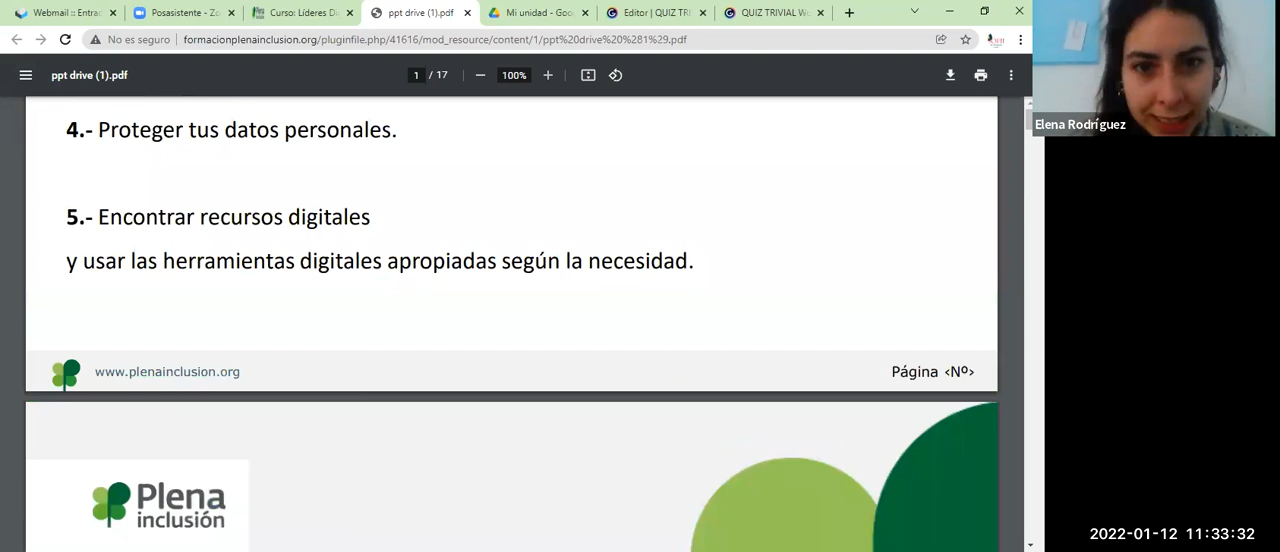 Webmail :: Entra
Posasistente - Zo
Curso: Líderes Di
ppt drive (1).pdf
Mi unidad - Goo
Editor | QUIZ TRI
QUIZ TRIVIAL W
No es seguro
formacionplenainclusion.org/pluginfile.php/41616/mod_resource/content/1/ppt%20drive%20%281%29.pdf
ppt drive (1).pdf
1 / 17
100%
Elena Rodríguez
4.- Proteger tus datos personales.
5.- Encontrar recursos digitales
y usar las herramientas digitales apropiadas según la necesidad.
www.plenainclusion.org
Página ‹Nº›
Plena
inclusión
2022-01-12 11:33:32